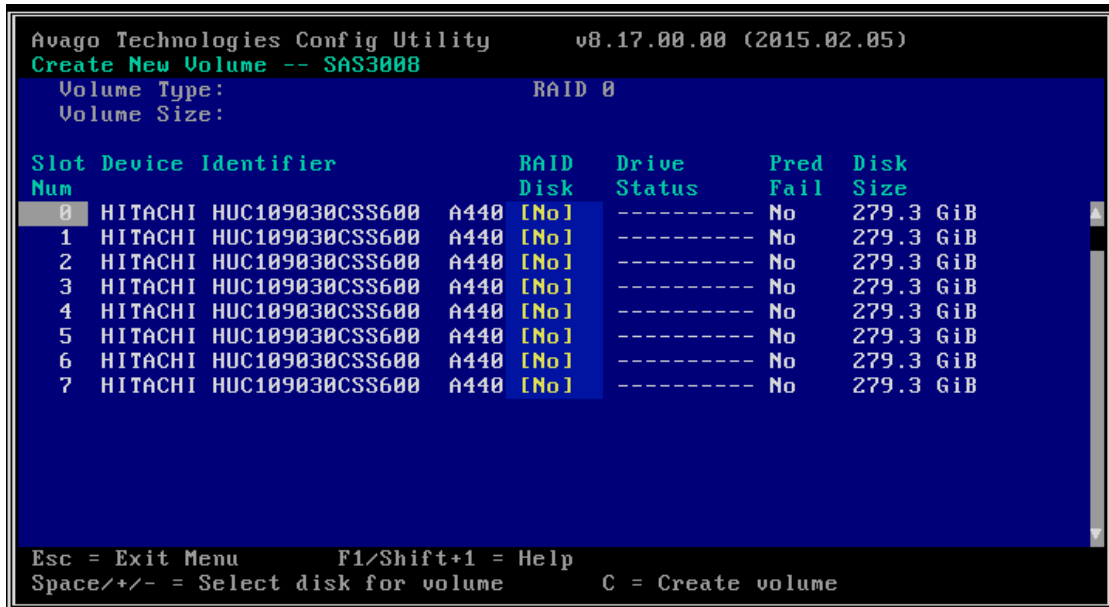 Avago Technologies Config Utility v8.17.00.00 (2015.02.05)
Create New Volume -- SAS3008
Volume Type: RAID 0
Volume Size:
Slot Device Identifier RAID Drive Pred Disk
Num Disk Status Fail Size
0 HITACHI HUC109030CSS600 A440 [No] ---------- No 279.3 GiB
1 HITACHI HUC109030CSS600 A440 [No] ---------- No 279.3 GiB
2 HITACHI HUC109030CSS600 A440 [No] ---------- No 279.3 GiB
3 HITACHI HUC109030CSS600 A440 [No] ---------- No 279.3 GiB
4 HITACHI HUC109030CSS600 A440 [No] ---------- No 279.3 GiB
5 HITACHI HUC109030CSS600 A440 [No] ---------- No 279.3 GiB
6 HITACHI HUC109030CSS600 A440 [No] ---------- No 279.3 GiB
7 HITACHI HUC109030CSS600 A440 [No] ---------- No 279.3 GiB
Esc = Exit Menu F1/Shift+1 = Help
Space/+/- = Select disk for volume C = Create volume